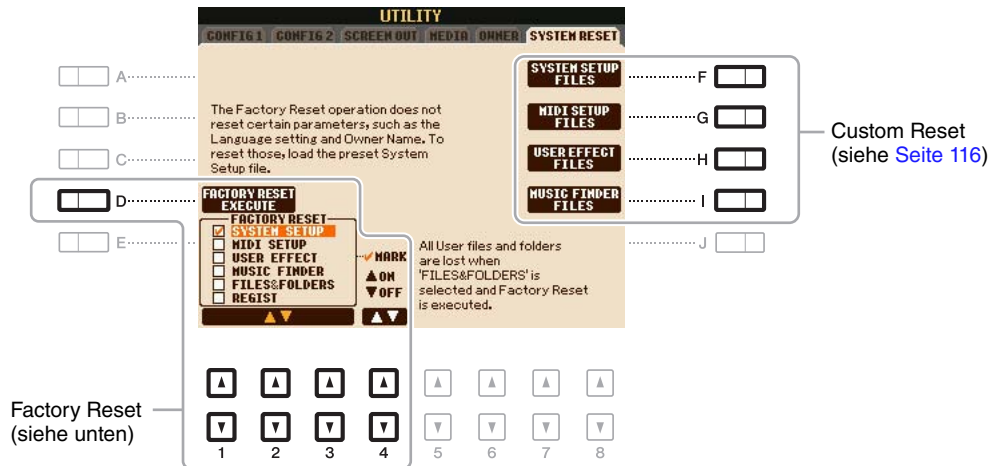 UTILITY
CONFIG 1 CONFIG 2 SCREEN OUT MEDIA OWNER SYSTEM RESET
A
B
C
D
E
SYSTEM SETUP
FILES
F
MIDI SETUP
FILES
G
USER EFFECT
FILES
H
MUSIC FINDER
FILES
I
J
Custom Reset
(siehe Seite 116)
The Factory Reset operation does not
reset certain parameters, such as the
Language setting and Owner Name. To
reset those, load the preset System
Setup file.
FACTORY RESET
EXECUTE
FACTORY RESET
SYSTEM SETUP
MIDI SETUP
USER EFFECT
MUSIC FINDER
FILES&FOLDERS
REGIST
✓MARK
▲ON
▼OFF
All User files and folders
are lost when
'FILES&FOLDERS' is
selected and Factory Reset
is executed.
Factory Reset
(siehe unten)
1 2 3 4 5 6 7 8